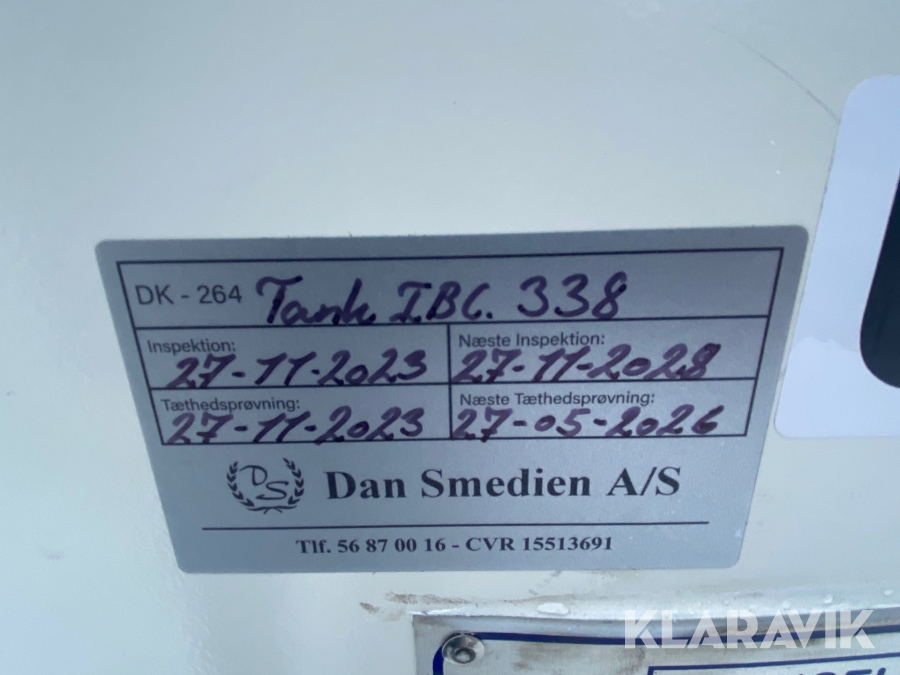 DK - 264 Tank IBC. 338
Inspektion: Næste Inspektion:
27-11-2023 27-11-2028
Tæthedsprøvning: Næste Tæthedsprøvning:
27-11-2023 27-05-2026
DS Dan Smedien A/S
Tlf. 56 87 00 16 - CVR 15513691
KLARAVIK